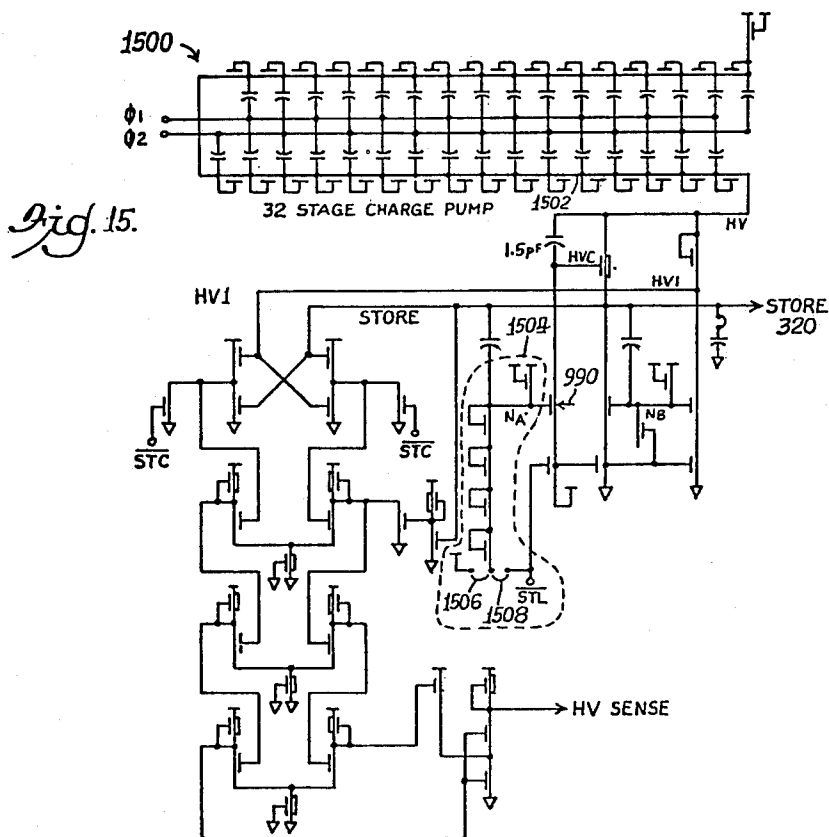 1500
ϕ1
ϕ2
32 STAGE CHARGE PUMP
1502
HV
Fig. 15.
1.5pF
HVC
HV1
HV1
STORE
STORE
320
1504
990
NA
NB
STC
STC
1506
1508
STL
HV SENSE